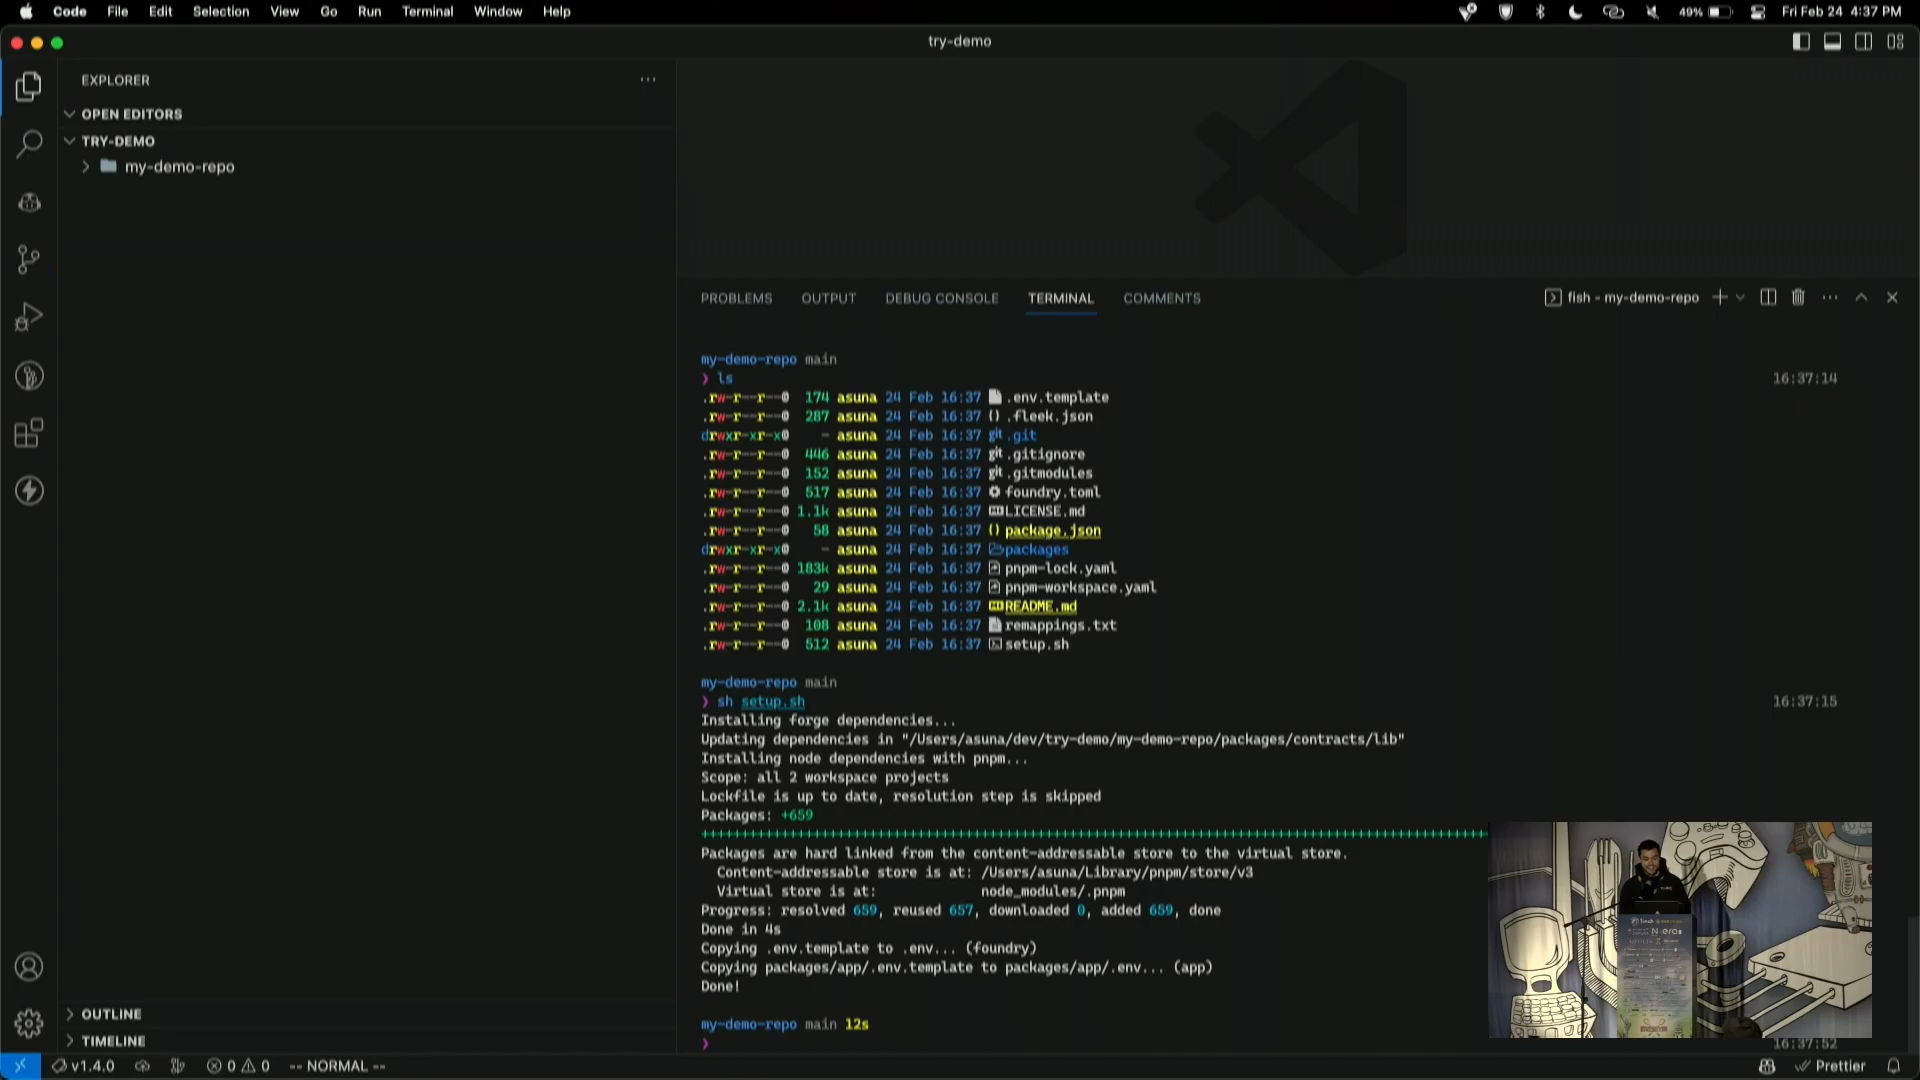 Code File Edit Selection View Go Run Terminal Window Help 49% Fri Feb 24 4:37 PM
try-demo
EXPLORER
OPEN EDITORS
TRY-DEMO
my-demo-repo
PROBLEMS OUTPUT DEBUG CONSOLE TERMINAL COMMENTS fish - my-demo-repo
my-demo-repo main
❯ ls 16:37:14
.rw-r--r--@ 174 asuna 24 Feb 16:37 .env.template
.rw-r--r--@ 287 asuna 24 Feb 16:37 {} .fleek.json
drwxr-xr-x@ - asuna 24 Feb 16:37 git .git
.rw-r--r--@ 446 asuna 24 Feb 16:37 git .gitignore
.rw-r--r--@ 152 asuna 24 Feb 16:37 git .gitmodules
.rw-r--r--@ 517 asuna 24 Feb 16:37 foundry.toml
.rw-r--r--@ 1.1k asuna 24 Feb 16:37 LICENSE.md
.rw-r--r--@ 58 asuna 24 Feb 16:37 {} package.json
drwxr-xr-x@ - asuna 24 Feb 16:37 packages
.rw-r--r--@ 183k asuna 24 Feb 16:37 pnpm-lock.yaml
.rw-r--r--@ 29 asuna 24 Feb 16:37 pnpm-workspace.yaml
.rw-r--r--@ 2.1k asuna 24 Feb 16:37 README.md
.rw-r--r--@ 108 asuna 24 Feb 16:37 remappings.txt
.rw-r--r--@ 512 asuna 24 Feb 16:37 setup.sh
my-demo-repo main
❯ sh setup.sh 16:37:15
Installing forge dependencies...
Updating dependencies in "/Users/asuna/dev/try-demo/my-demo-repo/packages/contracts/lib"
Installing node dependencies with pnpm...
Scope: all 2 workspace projects
Lockfile is up to date, resolution step is skipped
Packages: +659
++++++++++++++++++++++++++++++++++++++++++++++++++++++++++++++++++++++++++++++++++++++++++++++++++
Packages are hard linked from the content-addressable store to the virtual store.
Content-addressable store is at: /Users/asuna/Library/pnpm/store/v3
Virtual store is at: node_modules/.pnpm
Progress: resolved 659, reused 657, downloaded 0, added 659, done
Done in 4s
Copying .env.template to .env... (foundry)
Copying packages/app/.env.template to packages/app/.env... (app)
Done!
my-demo-repo main 12s
❯ 16:37:52
OUTLINE
TIMELINE
v1.4.0 0 0 -- NORMAL -- Prettier